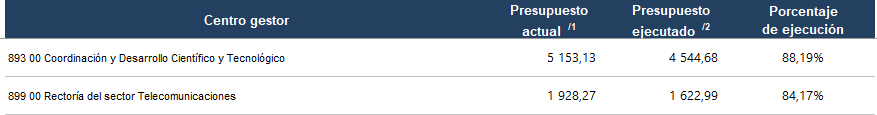 Centro gestor Presupuesto actual /1 Presupuesto ejecutado /2 Porcentaje de ejecución
893 00 Coordinación y Desarrollo Científico y Tecnológico 5 153,13 4 544,68 88,19%
899 00 Rectoría del sector Telecomunicaciones 1 928,27 1 622,99 84,17%